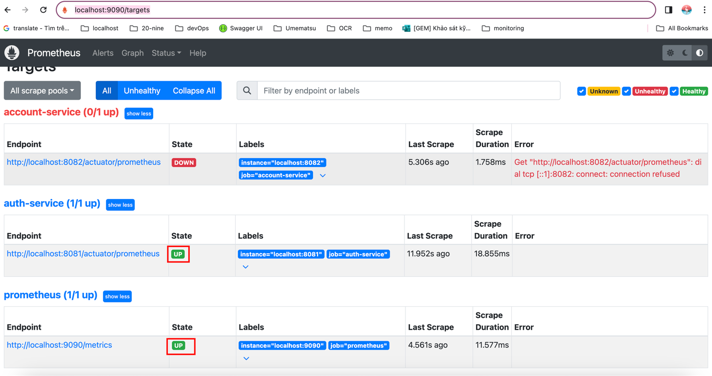 localhost:9090/targets
translate - Tìm trê...
localhost
20-nine
devOps
Swagger UI
Umematsu
OCR
memo
[GEM] Khảo sát kỹ...
monitoring
All Bookmarks
Prometheus
Alerts
Graph
Status
Help
Targets
All scrape pools
All
Unhealthy
Collapse All
Filter by endpoint or labels
Unknown
Unhealthy
Healthy
account-service (0/1 up)
show less
Endpoint
State
Labels
Last Scrape
Scrape
Duration
Error
http://localhost:8082/actuator/prometheus
DOWN
instance="localhost:8082"
job="account-service"
5.306s ago
1.758ms
Get "http://localhost:8082/actuator/prometheus": di
al tcp [::1]:8082: connect: connection refused
auth-service (1/1 up)
show less
Endpoint
State
Labels
Last Scrape
Scrape
Duration
Error
http://localhost:8081/actuator/prometheus
UP
instance="localhost:8081"
job="auth-service"
11.952s ago
18.855ms
prometheus (1/1 up)
show less
Endpoint
State
Labels
Last Scrape
Scrape
Duration
Error
http://localhost:9090/metrics
UP
instance="localhost:9090"
job="prometheus"
4.561s ago
11.577ms